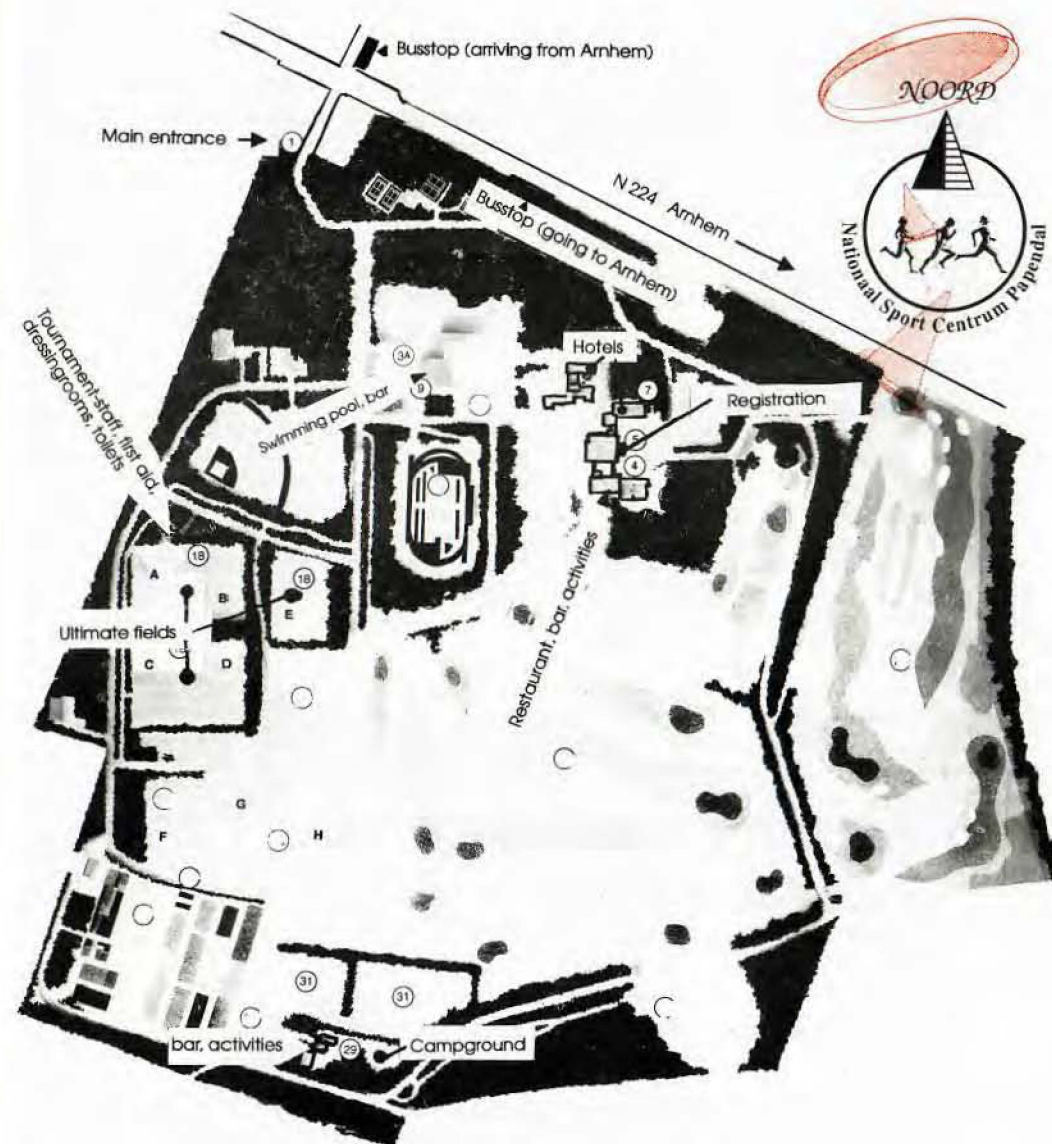 Busstop (arriving from Arnhem)
NOORD
Main entrance
1
N 224 Arnhem
Busstop (going to Arnhem)
Nationaal Sport Centrum Papendal
Tournament-staff, first aid,
dressingrooms, toilets
Hotels
3A
9
7
Registration
Swimming pool, bar
5
4
18
18
A
B
E
Ultimate fields
C
D
Restaurant, bar, activities
G
F
H
31
31
bar, activities
29
Campground